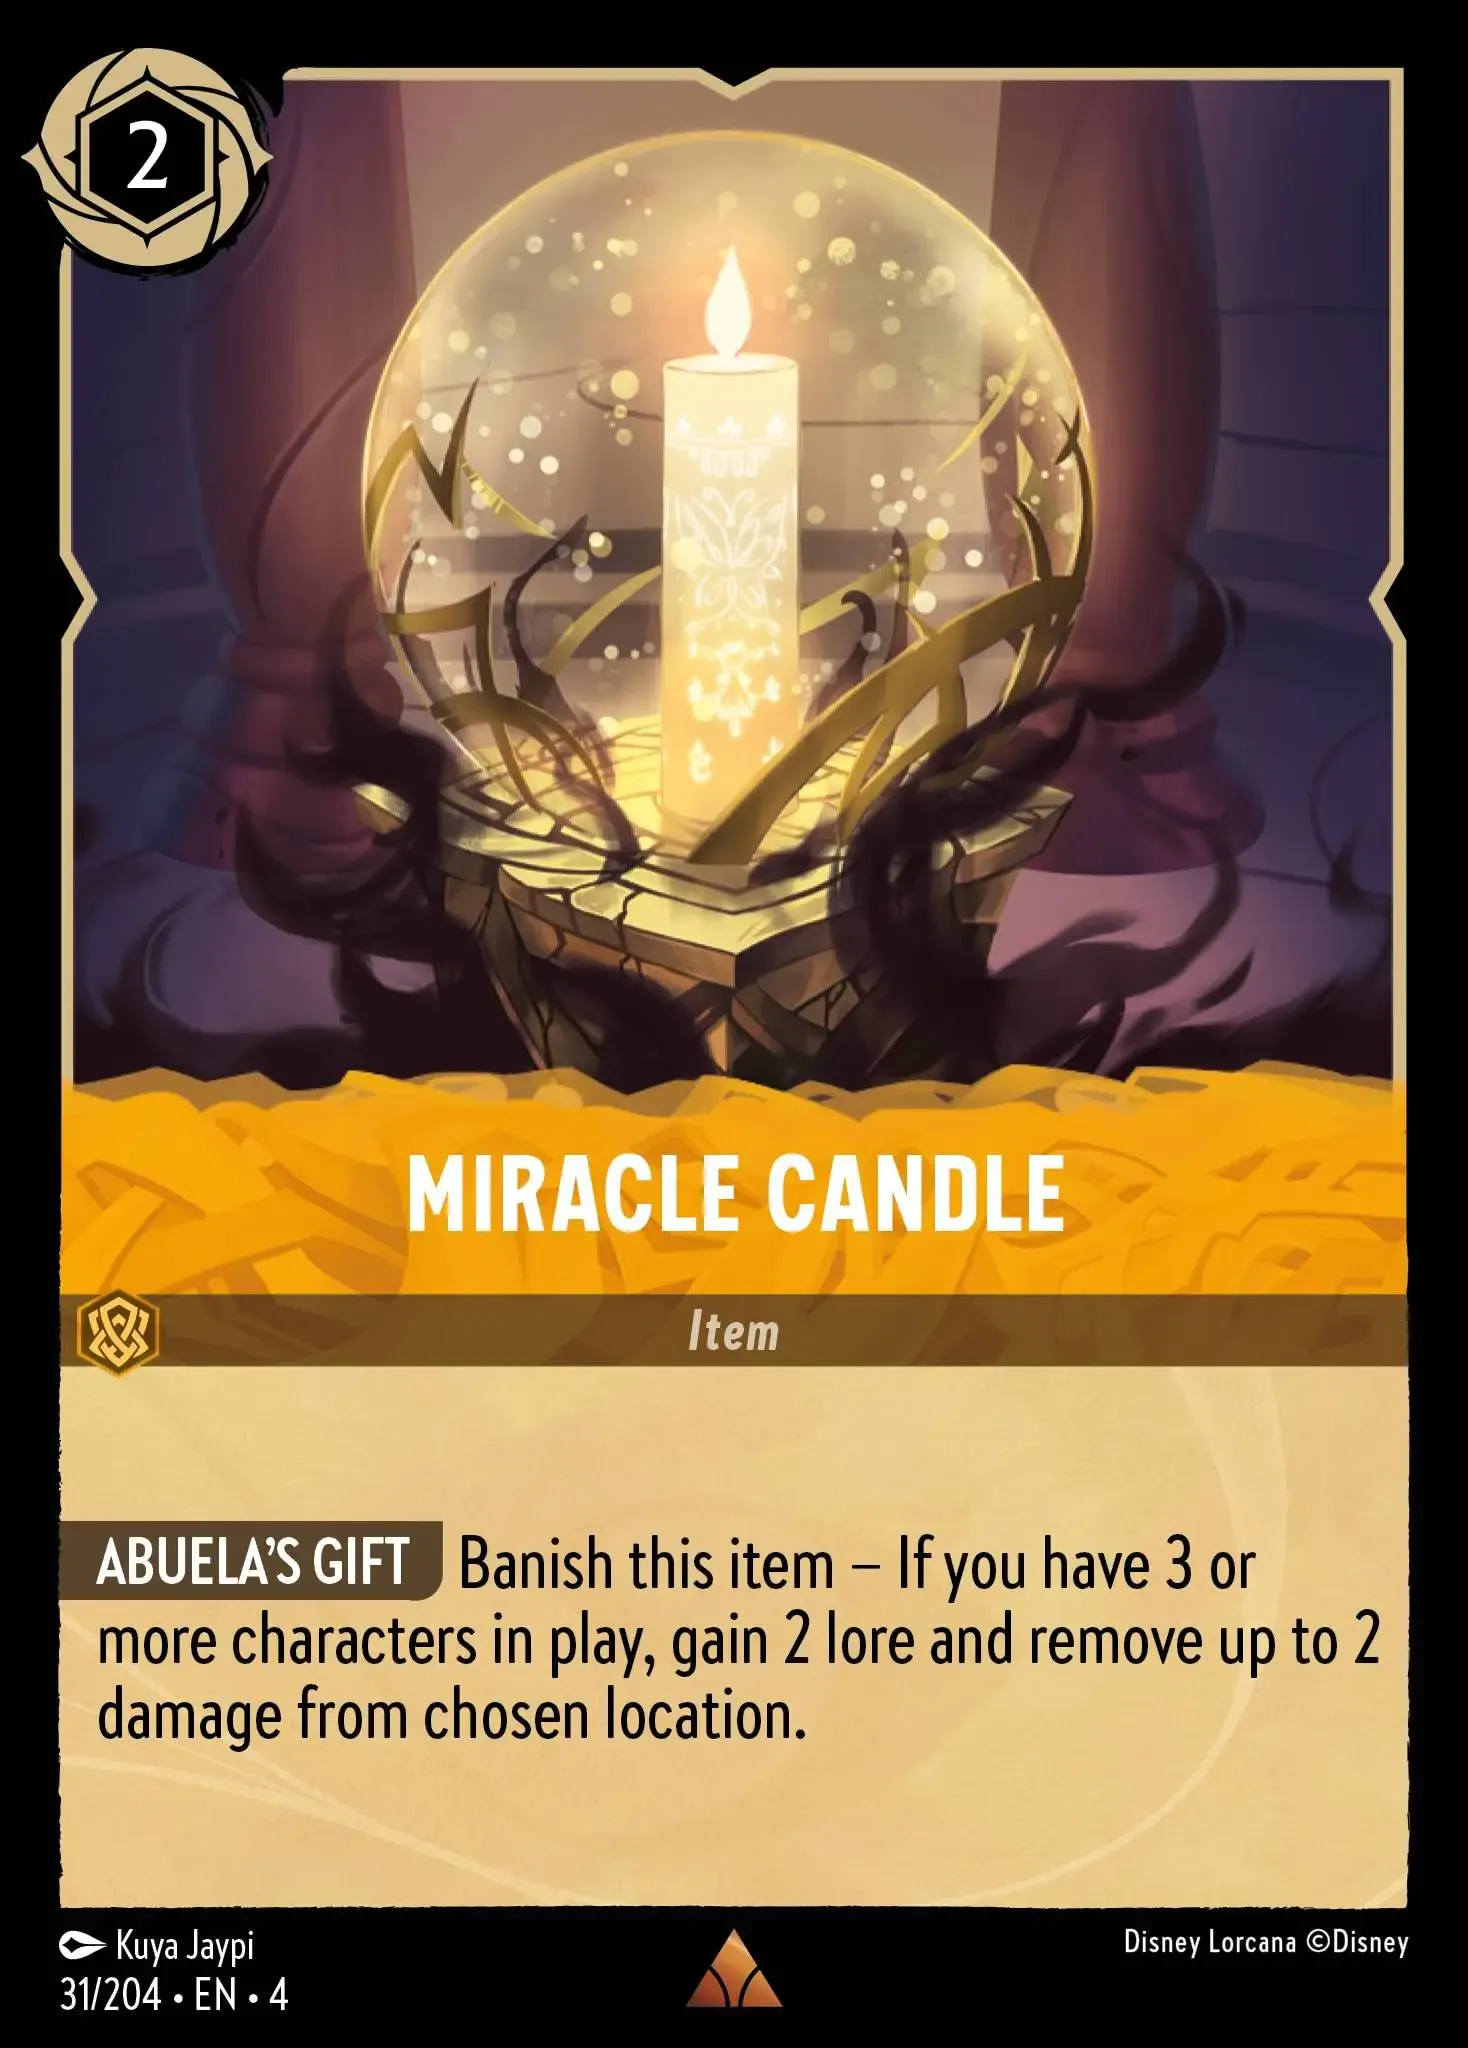 2
MIRACLE CANDLE
Item
ABUELA'S GIFT Banish this item – If you have 3 or
more characters in play, gain 2 lore and remove up to 2
damage from chosen location.
Kuya Jaypi
Disney Lorcana ©Disney
31/204 • EN • 4